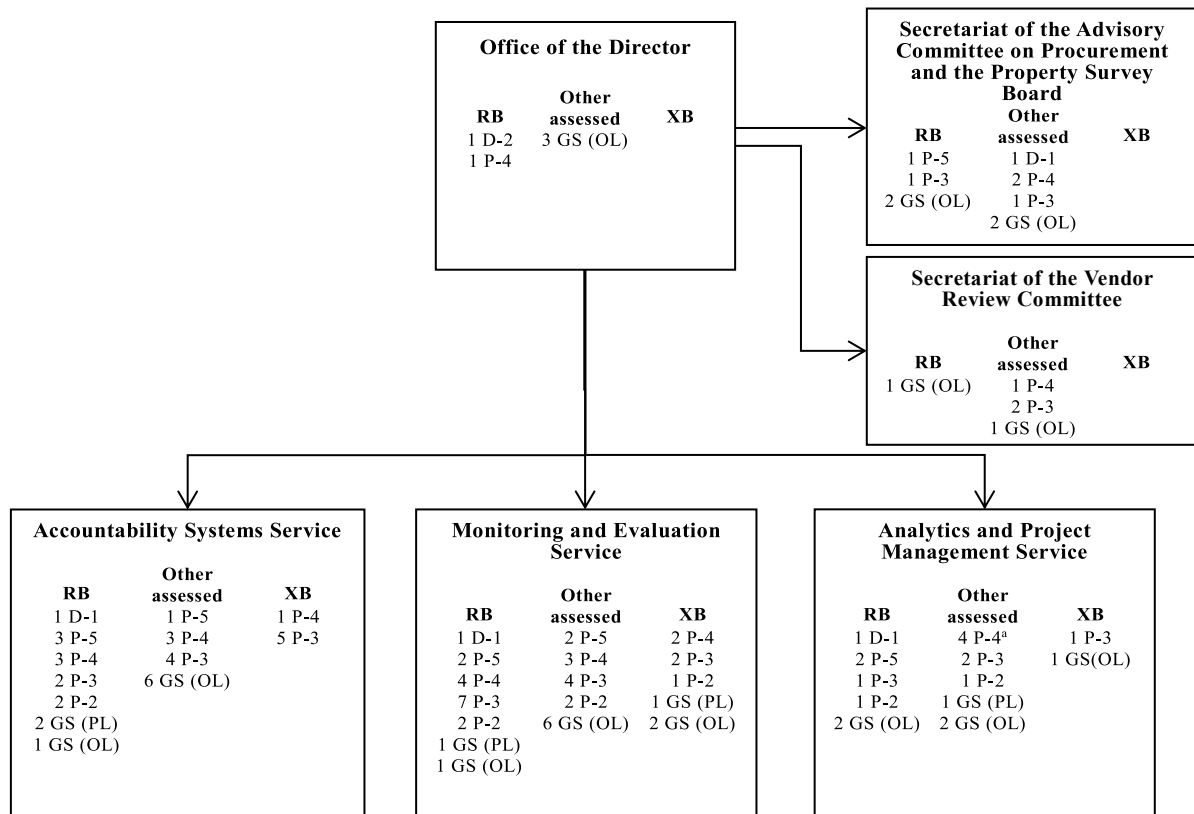 Office of the Director
RB Other assessed XB
1 D-2 3 GS (OL)
1 P-4
Secretariat of the Advisory
Committee on Procurement
and the Property Survey
Board
RB Other assessed XB
1 P-5 1 D-1
1 P-3 2 P-4
2 GS (OL) 1 P-3
2 GS (OL)
Secretariat of the Vendor
Review Committee
RB Other assessed XB
1 GS (OL) 1 P-4
2 P-3
1 GS (OL)
Accountability Systems Service
RB Other assessed XB
1 D-1 1 P-5 1 P-4
3 P-5 3 P-4 5 P-3
3 P-4 4 P-3
2 P-3 6 GS (OL)
2 P-2
2 GS (PL)
1 GS (OL)
Monitoring and Evaluation
Service
RB Other assessed XB
1 D-1 2 P-5 2 P-4
2 P-5 3 P-4 2 P-3
4 P-4 4 P-3 1 P-2
7 P-3 2 P-2 1 GS (PL)
2 P-2 6 GS (OL) 2 GS (OL)
1 GS (PL)
1 GS (OL)
Analytics and Project
Management Service
RB Other assessed XB
1 D-1 4 P-4ª 1 P-3
2 P-5 2 P-3 1 GS(OL)
1 P-3 1 P-2
1 P-2 1 GS (PL)
2 GS (OL) 2 GS (OL)